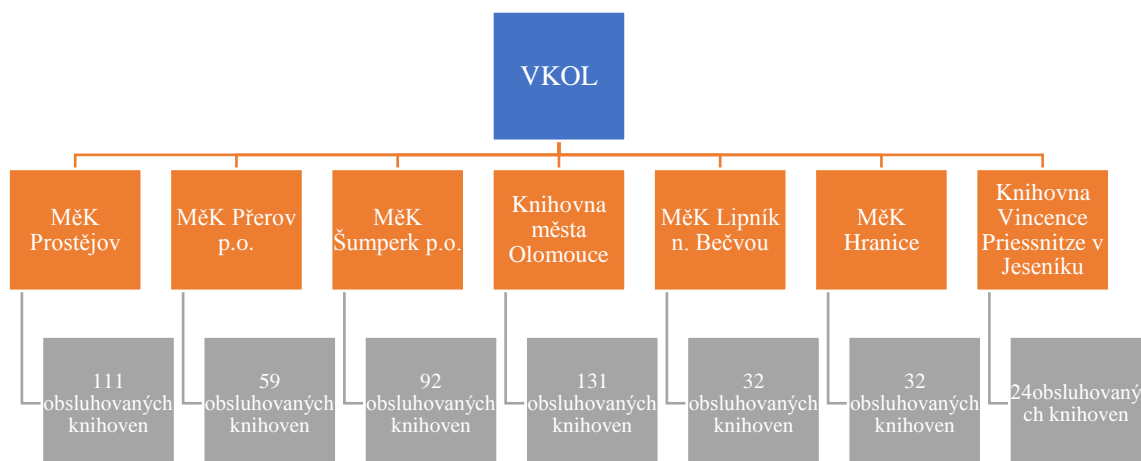 VKOL
MěK
Prostějov
MěK Přerov
p.o.
MěK
Šumperk p.o.
Knihovna
města
Olomouce
MěK Lipník
n. Bečvou
MěK
Hranice
Knihovna
Vincence
Priessnitze v
Jeseníku
111
obsluhovaných
knihoven
59
obsluhovaných
knihoven
92
obsluhovaných
knihoven
131
obsluhovaných
knihoven
32
obsluhovaných
knihoven
32
obsluhovaných
knihoven
24obsluhovaný
ch knihoven